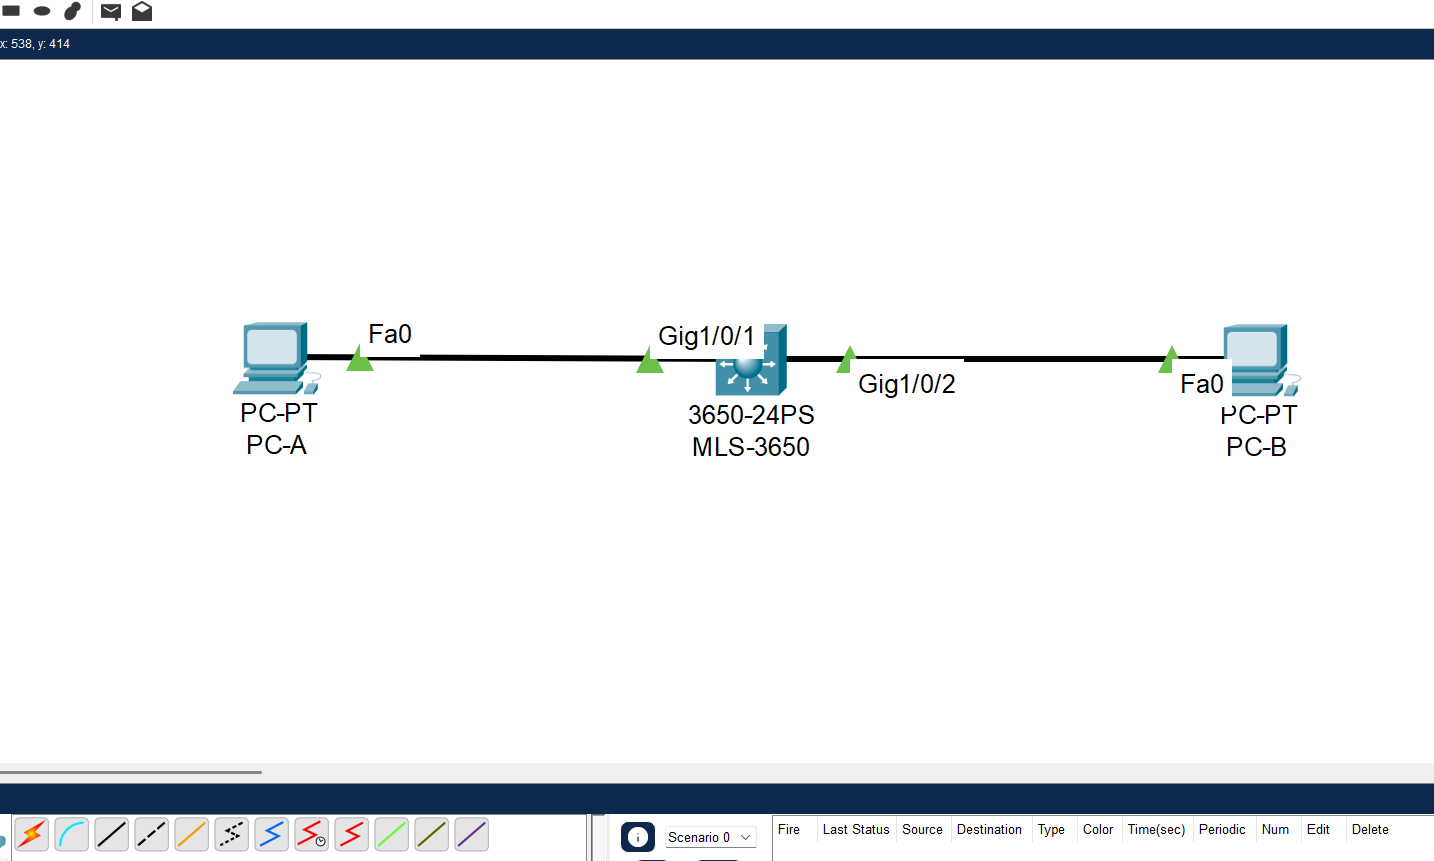 x: 538, y: 414
Fa0
Gig1/0/1
Gig1/0/2
Fa0
PC-PT
PC-A
3650-24PS
MLS-3650
PC-PT
PC-B
Scenario 0
Fire Last Status Source Destination Type Color Time(sec) Periodic Num Edit Delete